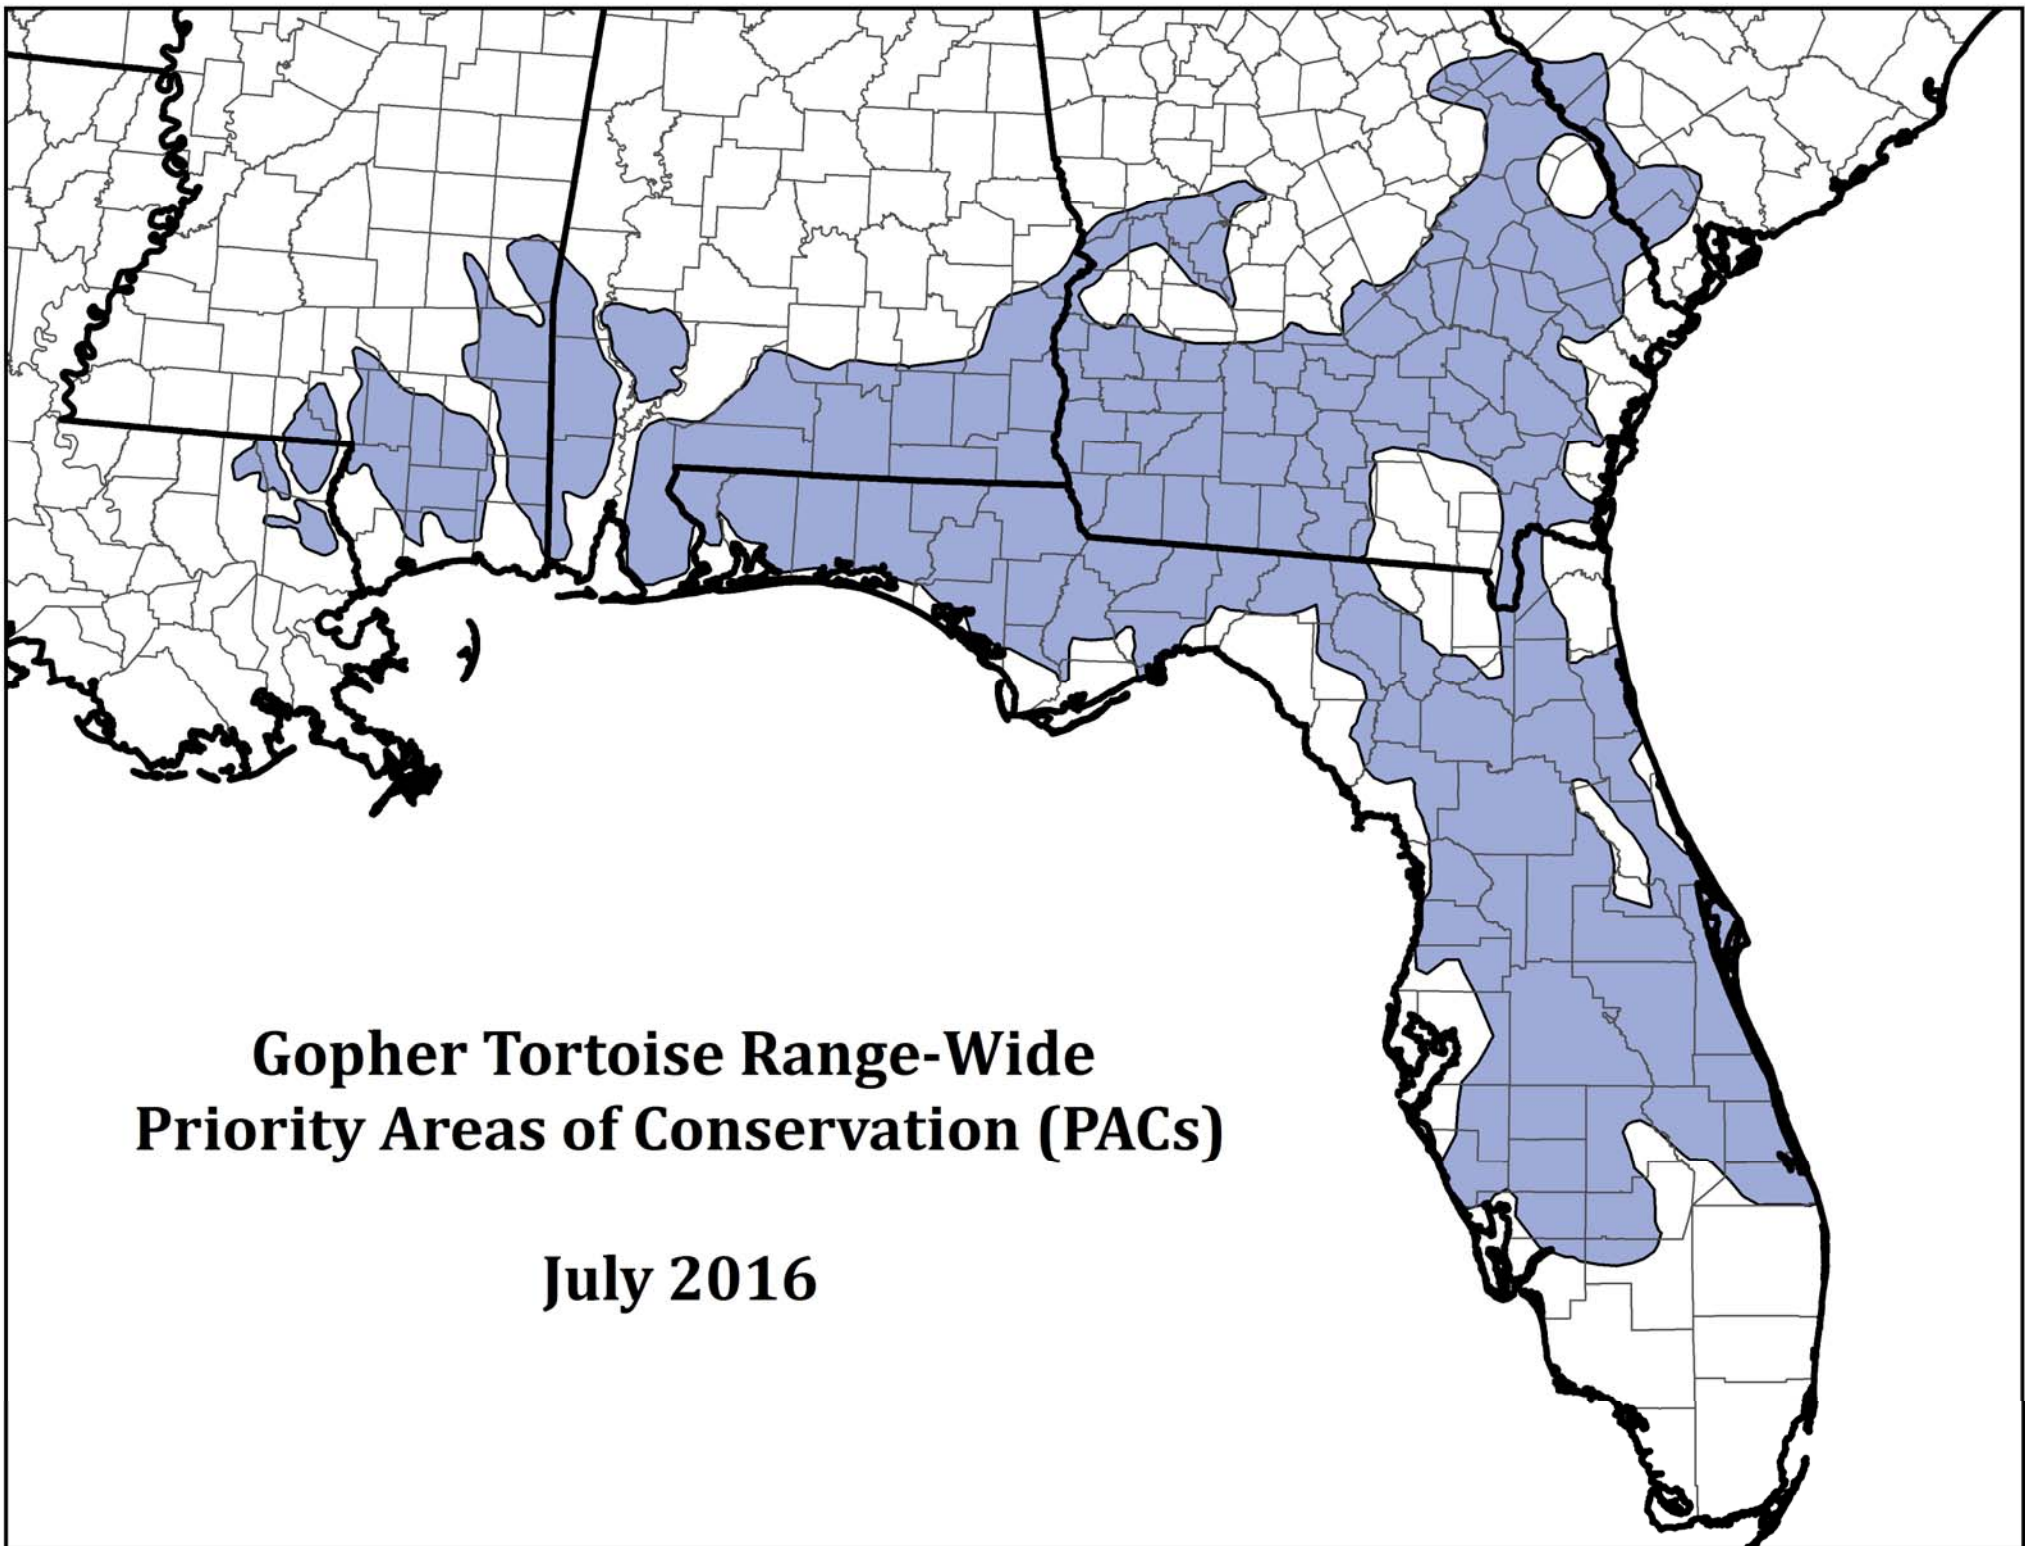 Gopher Tortoise Range-Wide
Priority Areas of Conservation (PACs)
July 2016